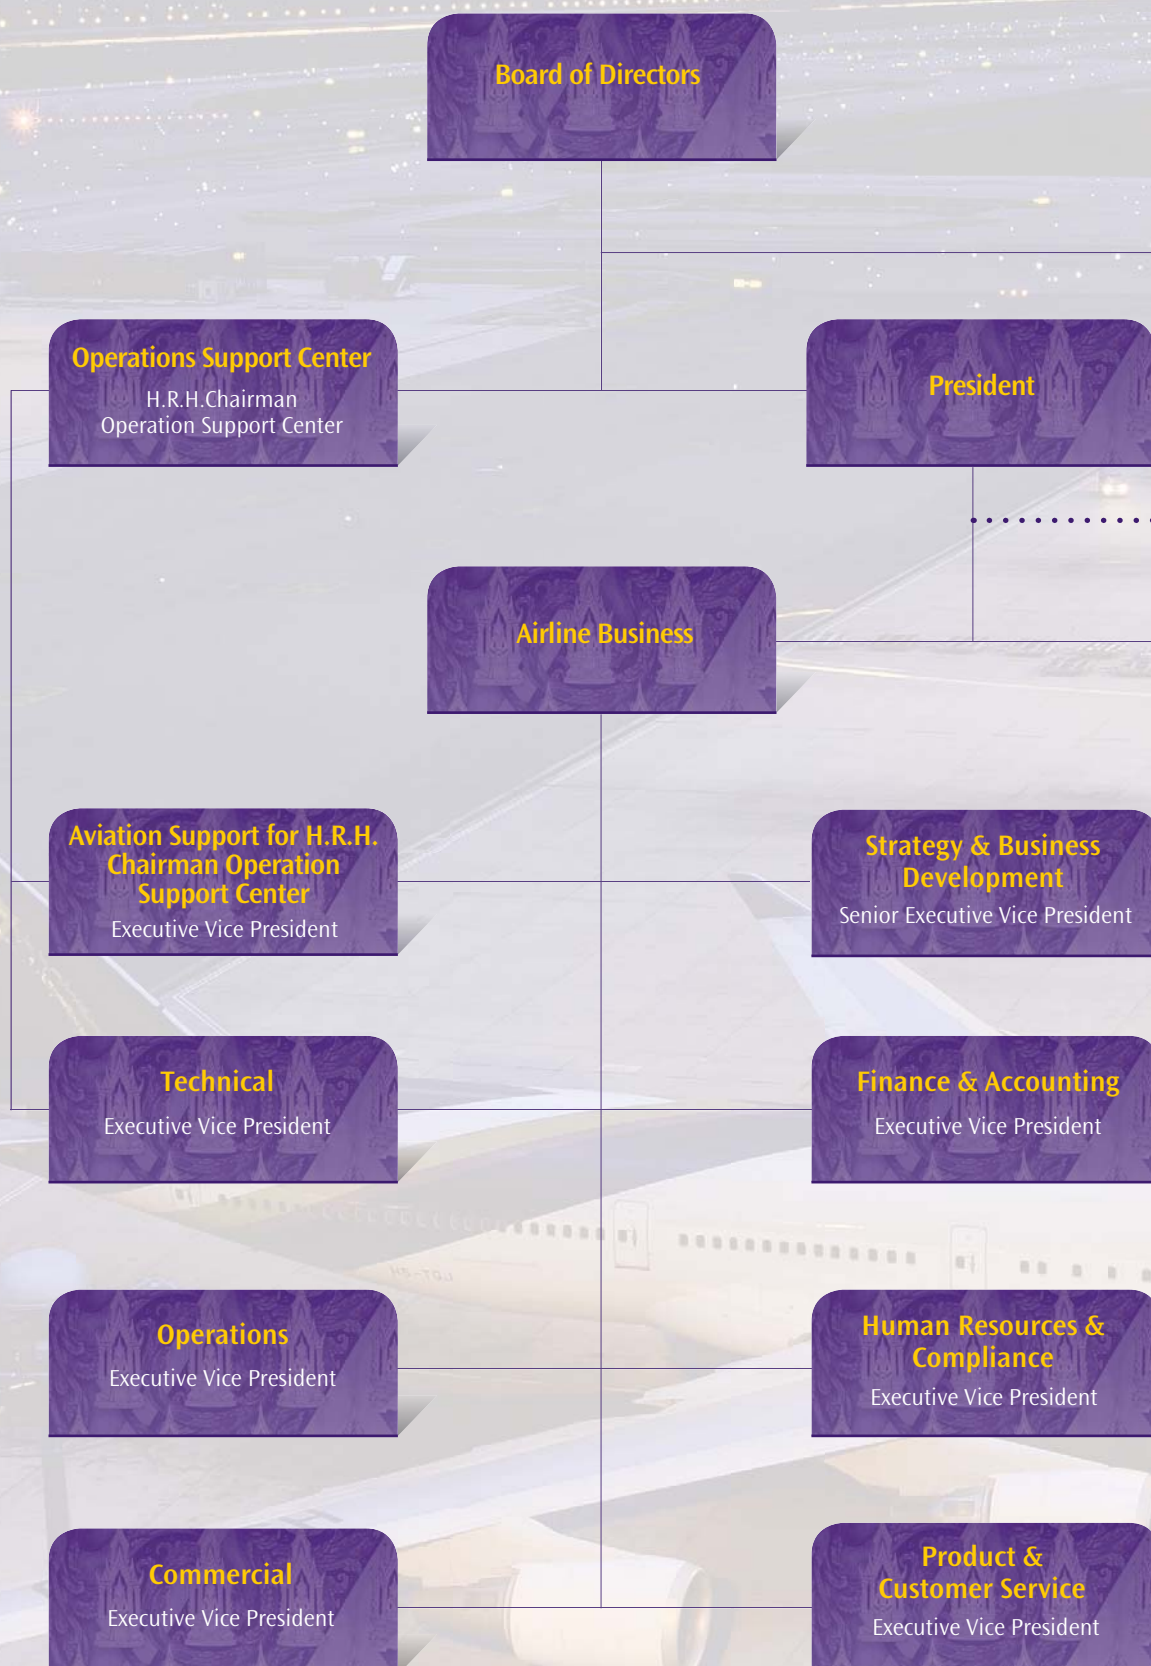 Board of Directors
Operations Support Center
H.R.H.Chairman
Operation Support Center
President
Airline Business
Aviation Support for H.R.H.
Chairman Operation
Support Center
Executive Vice President
Strategy & Business
Development
Senior Executive Vice President
Technical
Executive Vice President
Finance & Accounting
Executive Vice President
HS-TGJ
Operations
Executive Vice President
Human Resources &
Compliance
Executive Vice President
Commercial
Executive Vice President
Product &
Customer Service
Executive Vice President